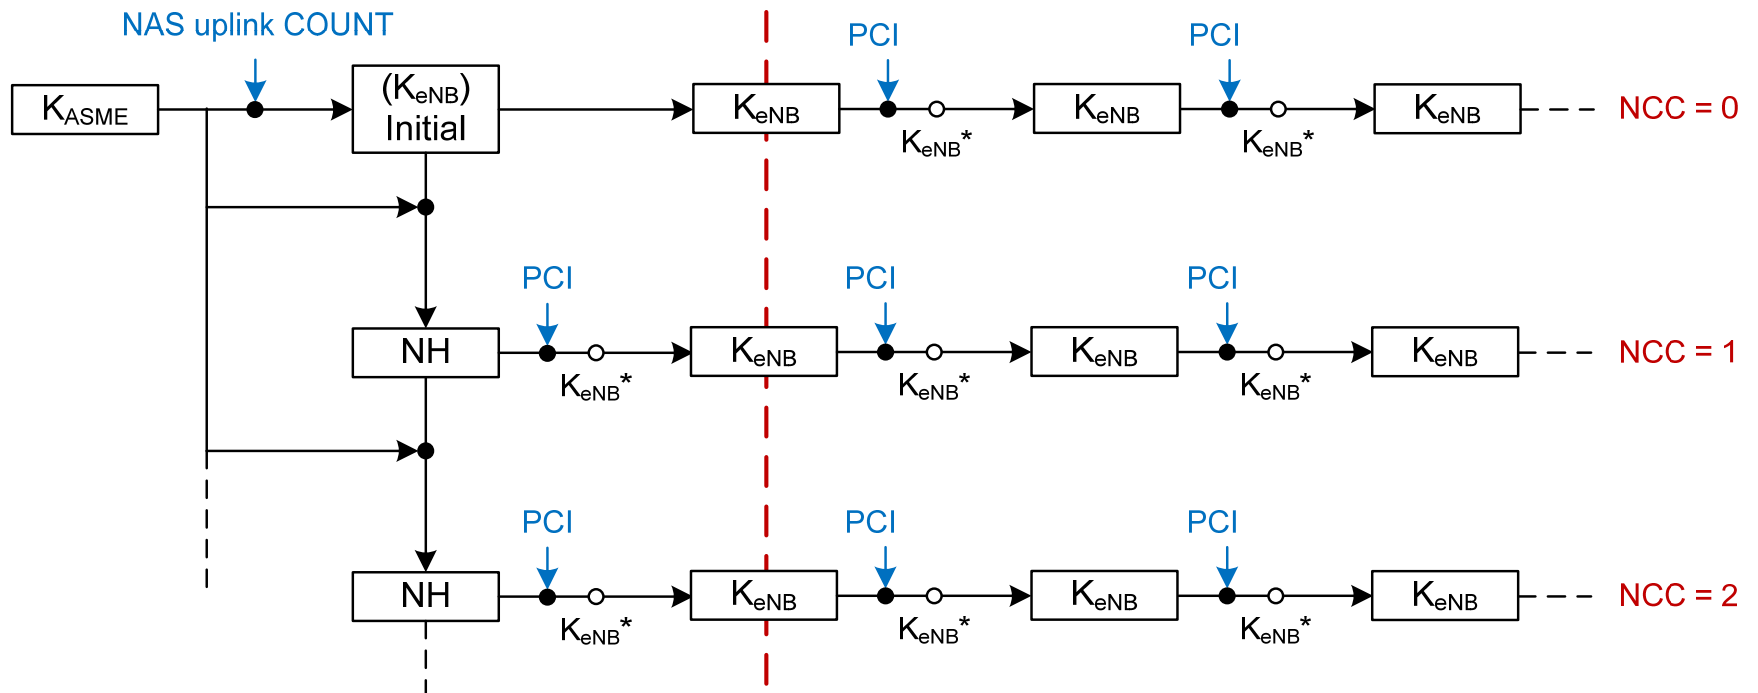 NAS uplink COUNT
PCI
PCI
KASME
(KeNB)
Initial
KeNB
KeNB
KeNB
NCC = 0
KeNB*
KeNB*
PCI
PCI
PCI
NH
KeNB
KeNB
KeNB
NCC = 1
KeNB*
KeNB*
KeNB*
PCI
PCI
PCI
NH
KeNB
KeNB
KeNB
NCC = 2
KeNB*
KeNB*
KeNB*